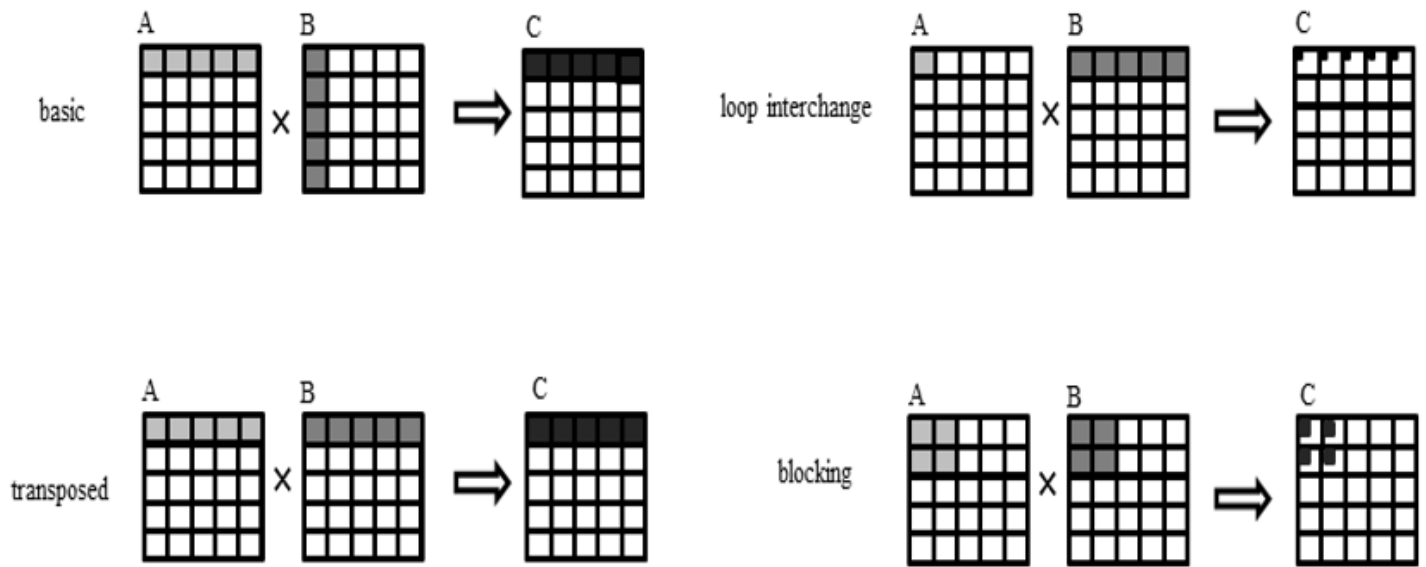 A B C
basic × ⇒
A B C
loop interchange × ⇒
A B C
transposed × ⇒
A B C
blocking × ⇒